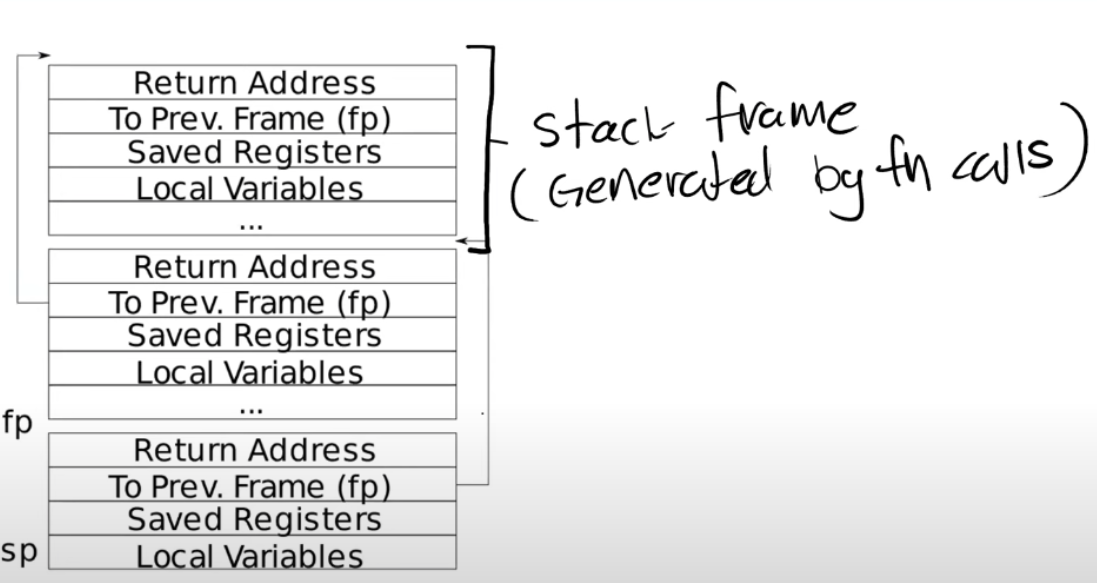 Return Address
To Prev. Frame (fp)
Saved Registers
Local Variables
...
stack frame
(Generated by fn calls)
Return Address
To Prev. Frame (fp)
Saved Registers
Local Variables
...
fp
Return Address
To Prev. Frame (fp)
Saved Registers
sp
Local Variables